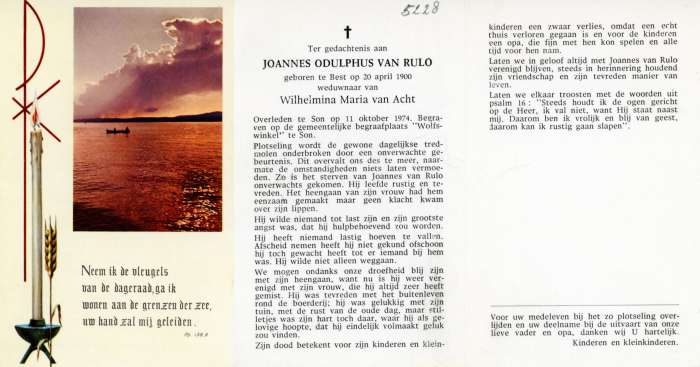 Neem ik de vleugels
van de dageraad, ga ik
wonen aan de grenzen der zee,
uw hand zal mij geleiden.
5228
Ter gedachtenis aan
JOANNES ODULPHUS VAN RULO
geboren te Best op 20 april 1900
weduwnaar van
Wilhelmina Maria van Acht
Overleden te Son op 11 oktober 1974. Begra-
ven op de gemeentelijke begraafplaats "Wolfs-
winkel" te Son.
Plotseling wordt de gewone dagelijkse tred-
molen onderbroken door een onverwachte ge-
beurtenis. Dit overvalt ons des te meer, naar-
mate de omstandigheden niets laten vermoe-
den. Zo is het sterven van Joannes van Rulo
onverwachts gekomen. Hij leefde rustig en te-
vreden. Het heengaan van zijn vrouw had hem
eenzaam gemaakt maar geen klacht kwam
over zijn lippen.
Hij wilde niemand tot last zijn en zijn grootste
angst was, dat hij hulpbehoevend zou worden.
Hij heeft niemand lastig hoeven te vallen.
Afscheid nemen heeft hij niet gekund ofschoon
hij toch gewacht heeft tot er iemand bij hem
was. Hij wilde niet alleen weggaan.
We mogen ondanks onze droefheid blij zijn
met zijn heengaan, want nu is hij weer ver-
enigd met zijn vrouw, die hij altijd zeer heeft
gemist. Hij was tevreden met het buitenleven
rond de boerderij; hij was gelukkig met zijn
tuin, met de rust van de oude dag, maar stil-
letjes was zijn hart toch daar, waar hij als ge-
lovige hoopte, dat hij eindelijk volmaakt geluk
zou vinden.
Zijn dood betekent voor zijn kinderen en klein-
kinderen een zwaar verlies, omdat een echt
thuis verloren gegaan is en voor de kinderen
een opa, die fijn met hen kon spelen en alle
tijd voor hen nam.
Laten we in geloof altijd met Joannes van Rulo
verenigd blijven, steeds in herinnering houdend
zijn vriendschap en zijn tevreden manier van
leven.
Laten we elkaar troosten met de woorden uit
psalm 16: "Steeds houdt ik de ogen gericht
op de Heer, ik val niet, want Hij staat naast
mij. Daarom ben ik vrolijk en blij van geest,
daarom kan ik rustig gaan slapen".
Voor uw medeleven bij het zo plotseling over-
lijden en uw deelname bij de uitvaart van onze
lieve vader en opa, danken wij U hartelijk.
Kinderen en kleinkinderen.